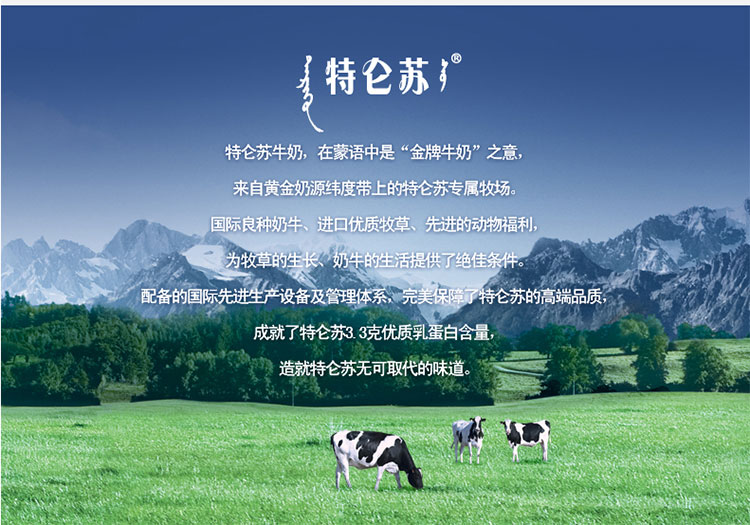 特仑苏®
特仑苏牛奶，在蒙语中是“金牌牛奶”之意，
来自黄金奶源纬度带上的特仑苏专属牧场。
国际良种奶牛、进口优质牧草、先进的动物福利，
为牧草的生长、奶牛的生活提供了绝佳条件。
配备的国际先进生产设备及管理体系，完美保障了特仑苏的高端品质，
成就了特仑苏3.3克优质乳蛋白含量，
造就特仑苏无可取代的味道。